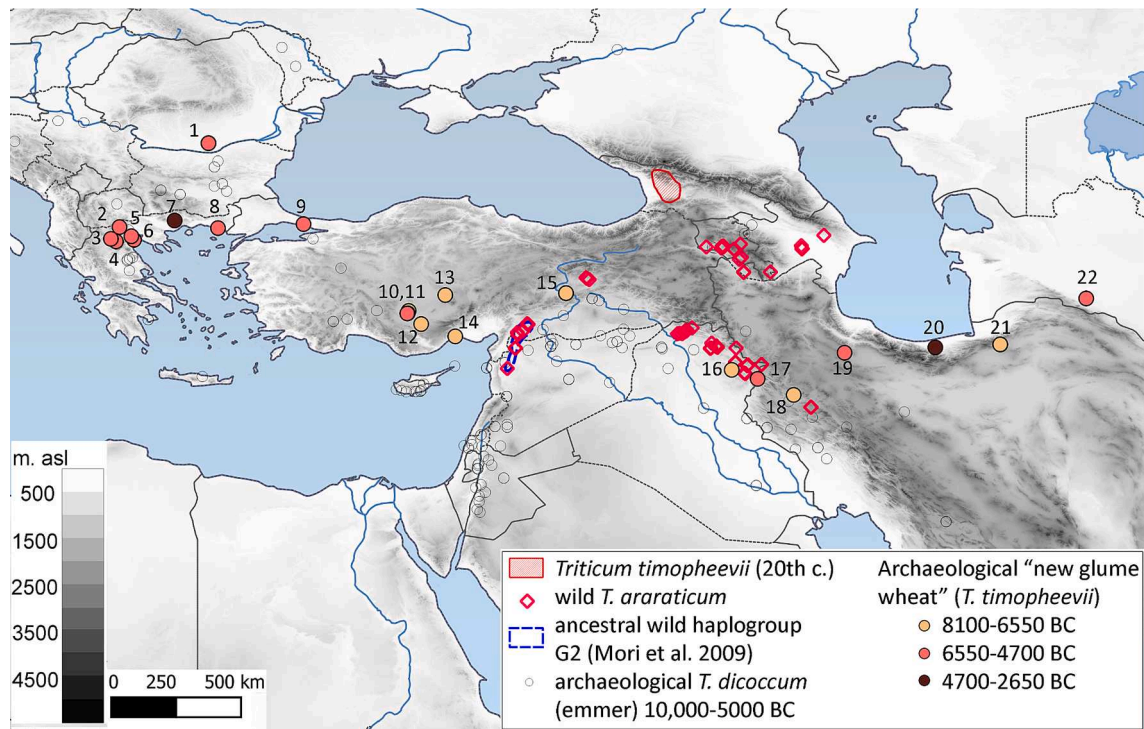 1
2
5
7
8
9
3
6
4
13
15
10,11
12
14
22
20
21
16
17
19
18
m. asl
500
1500
2500
3500
4500
0 250 500 km
Triticum timopheevii (20th c.)
wild T. araraticum
ancestral wild haplogroup
G2 (Mori et al. 2009)
archaeological T. dicoccum
(emmer) 10,000-5000 BC
Archaeological “new glume
wheat” (T. timopheevii)
8100-6550 BC
6550-4700 BC
4700-2650 BC